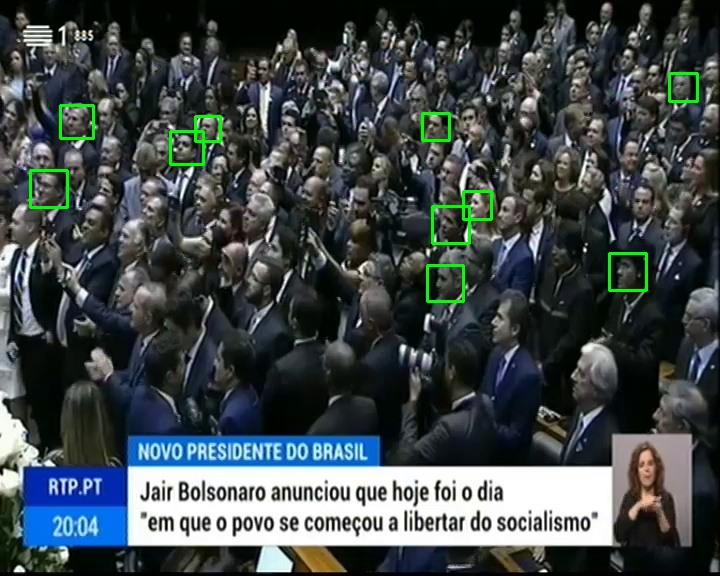 1 885
NOVO PRESIDENTE DO BRASIL
RTP.PT
Jair Bolsonaro anunciou que hoje foi o dia
20:04
"em que o povo se começou a libertar do socialismo"